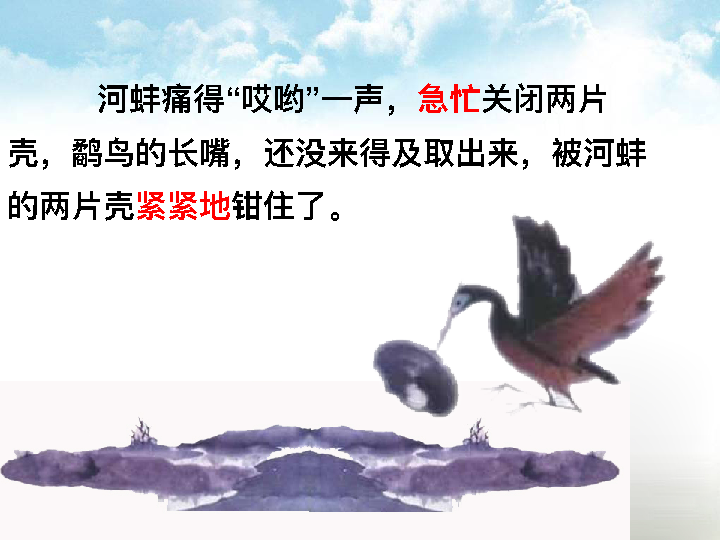 河蚌痛得“哎哟”一声，急忙关闭两片
壳，鹬鸟的长嘴，还没来得及取出来，被河蚌
的两片壳紧紧地钳住了。